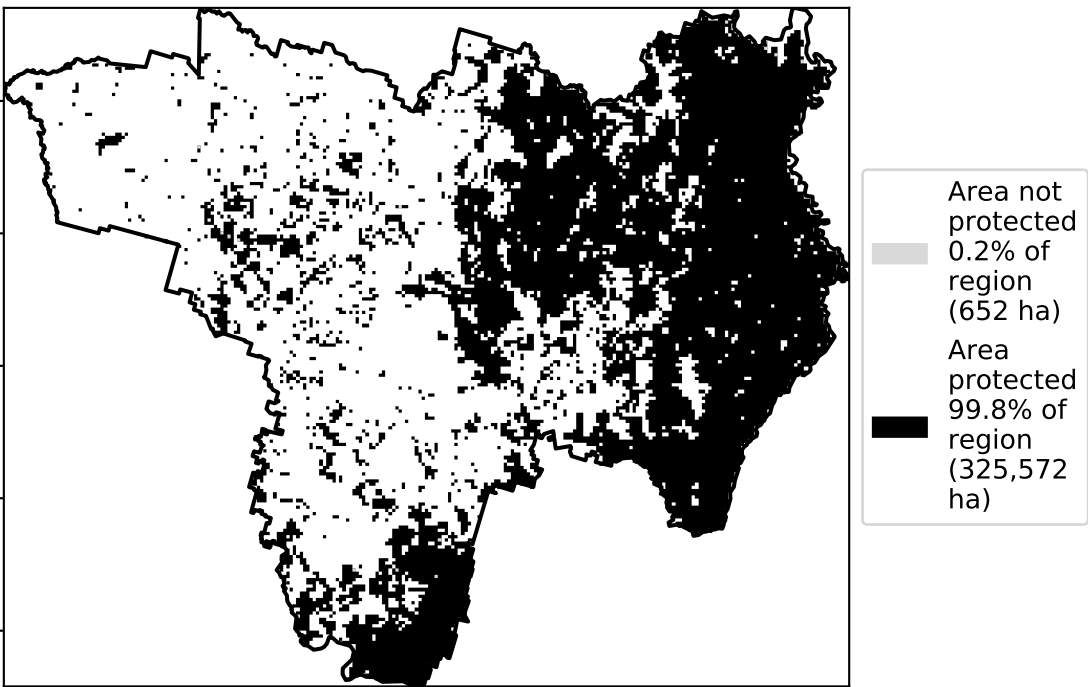 Area not
protected
0.2% of
region
(652 ha)
Area
protected
99.8% of
region
(325,572
ha)